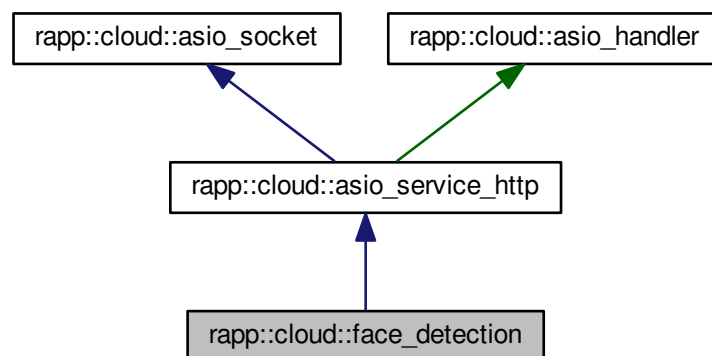 rapp::cloud::asio_socket
rapp::cloud::asio_handler
rapp::cloud::asio_service_http
rapp::cloud::face_detection